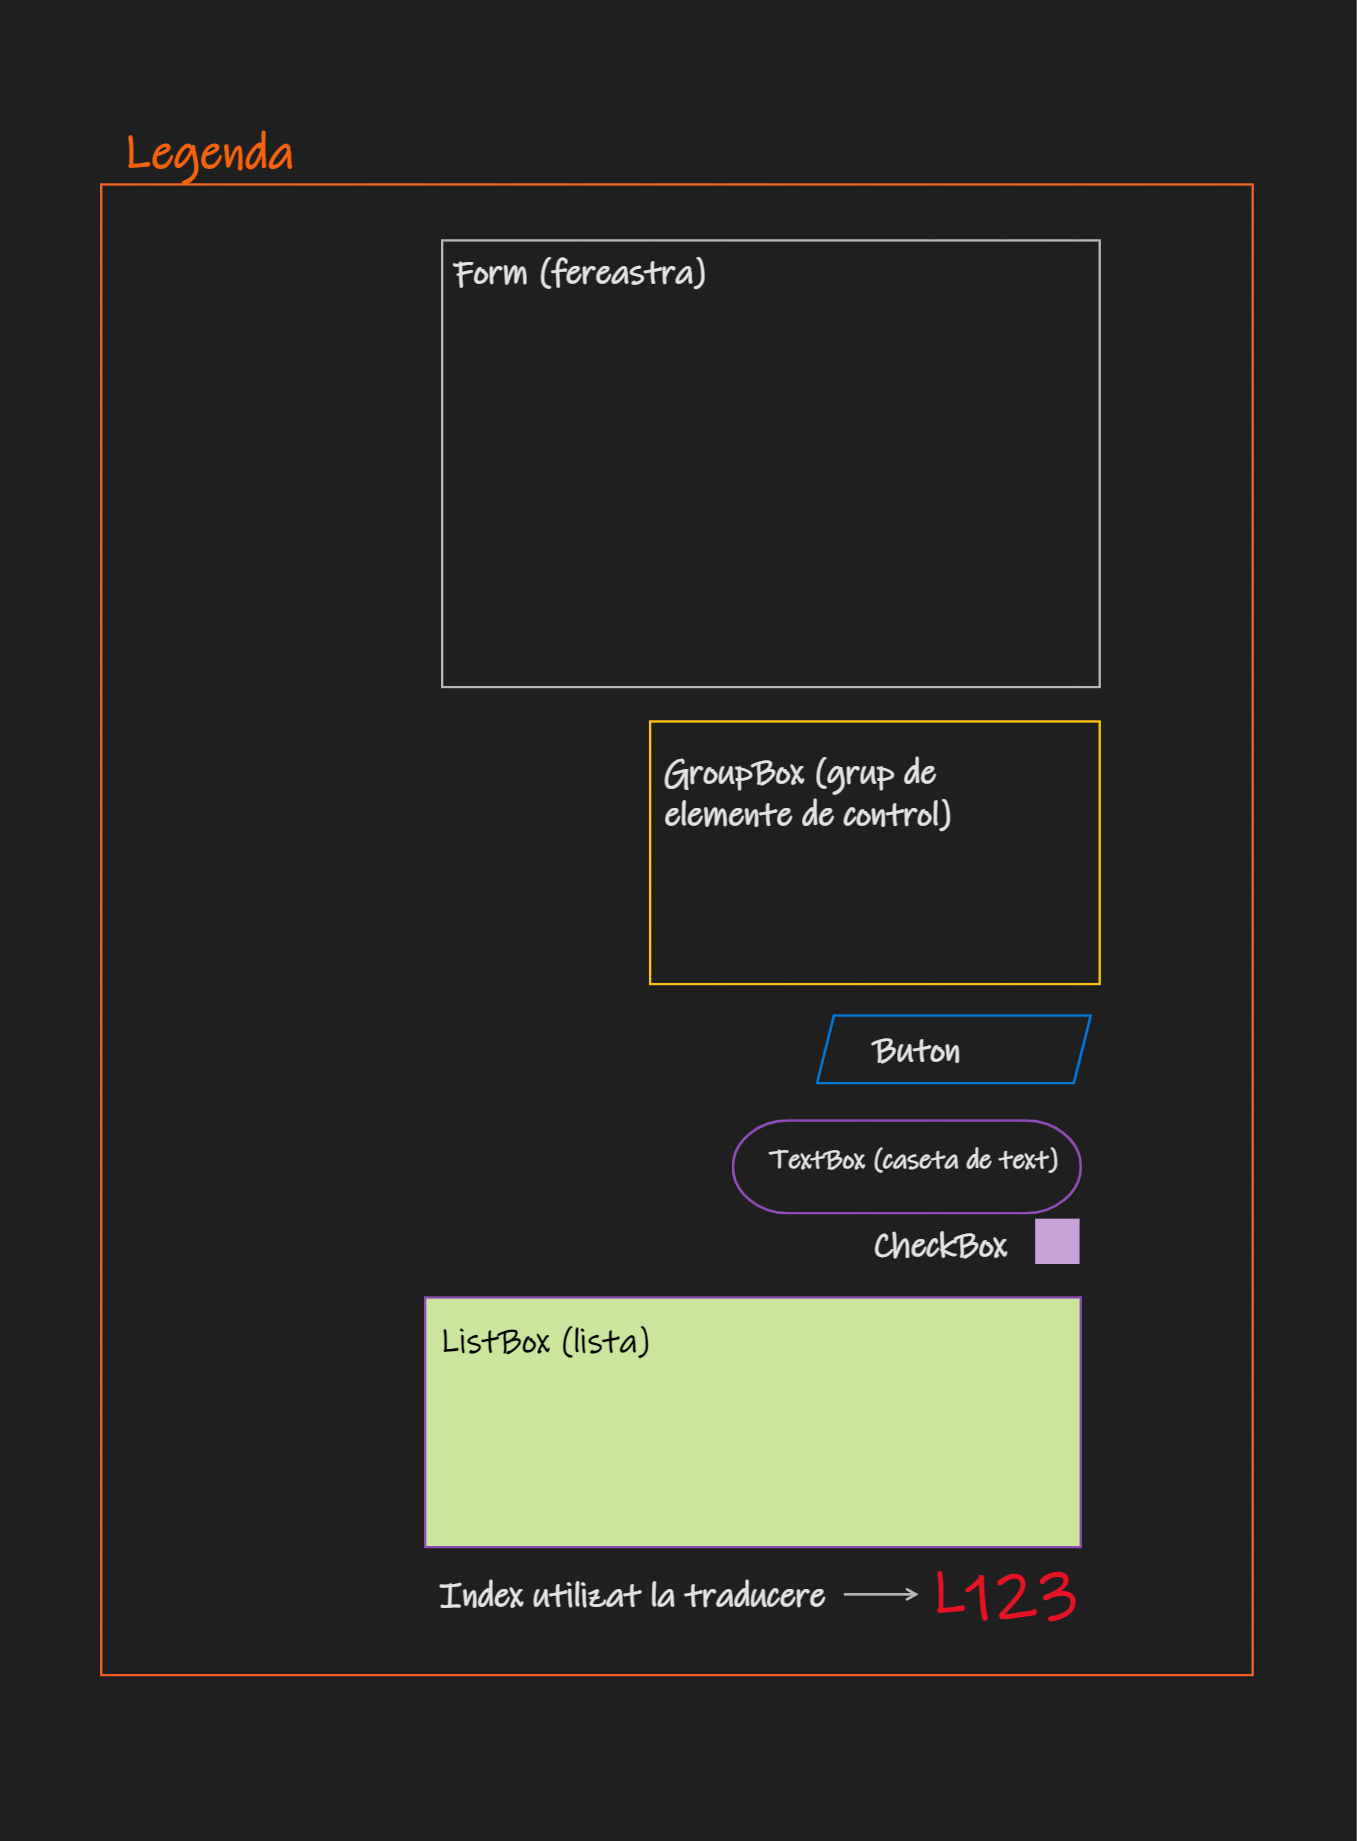 Legenda
Form (fereastra)
GroupBox (grup de
elemente de control)
Buton
TextBox (caseta de text)
CheckBox
ListBox (lista)
Index utilizat la traducere
L123